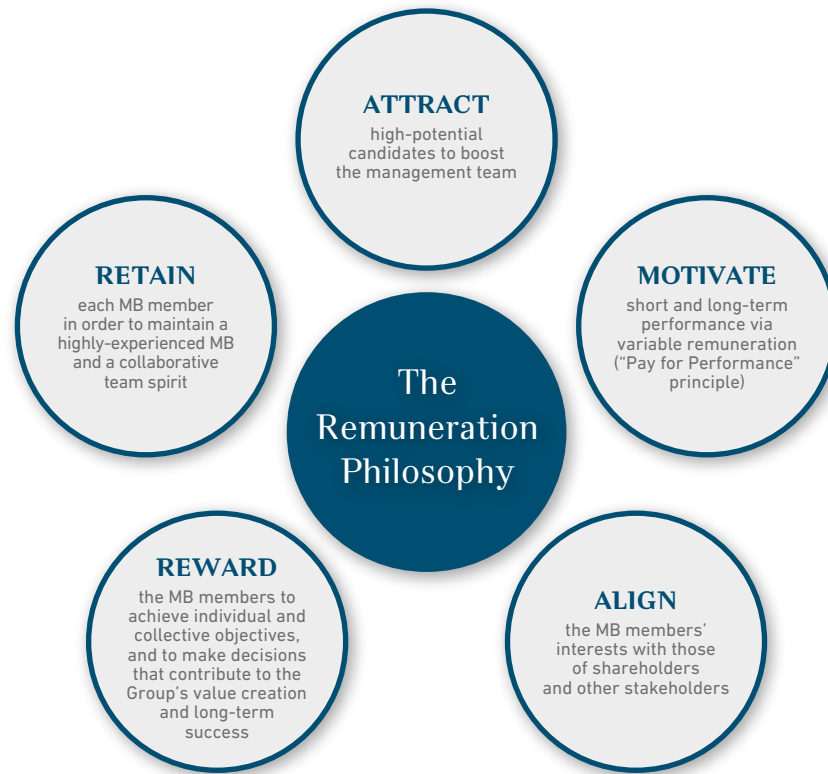 ATTRACT
high-potential
candidates to boost
the management team
RETAIN
each MB member
in order to maintain a
highly-experienced MB
and a collaborative
team spirit
MOTIVATE
short and long-term
performance via
variable remuneration
(“Pay for Performance”
principle)
The
Remuneration
Philosophy
REWARD
the MB members to
achieve individual and
collective objectives,
and to make decisions
that contribute to the
Group’s value creation
and long-term
success
ALIGN
the MB members’
interests with those
of shareholders
and other stakeholders